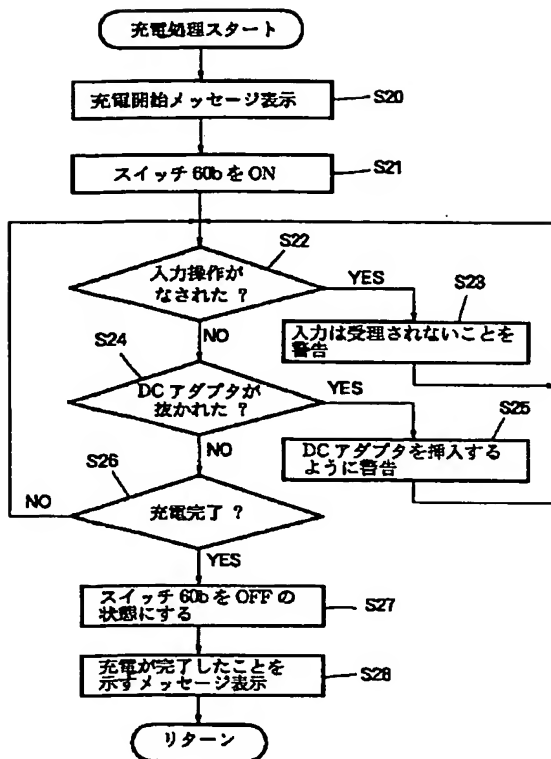 充電処理スタート
充電開始メッセージ表示
S20
スイッチ 60b を ON
S21
S22
入力操作が
なされた ?
YES
S23
入力は受理されないことを
警告
NO
S24
DC アダプタが
抜かれた ?
YES
S25
DC アダプタを挿入する
ように警告
NO
S26
NO
充電完了 ?
YES
スイッチ 60b を OFF の
状態にする
S27
充電が完了したことを
示すメッセージ表示
S28
リターン